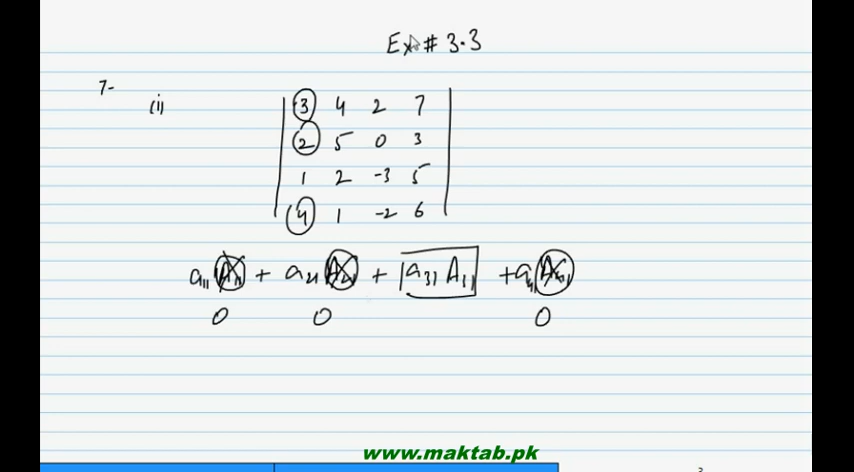 Ex# 3.3
7-
(i)
3 4 2 7
2 5 0 3
1 2 -3 5
4 1 -2 6
a11 A11 + a21 A21 + a31 A31 + a41 A41
0 0 0
www.maktab.pk